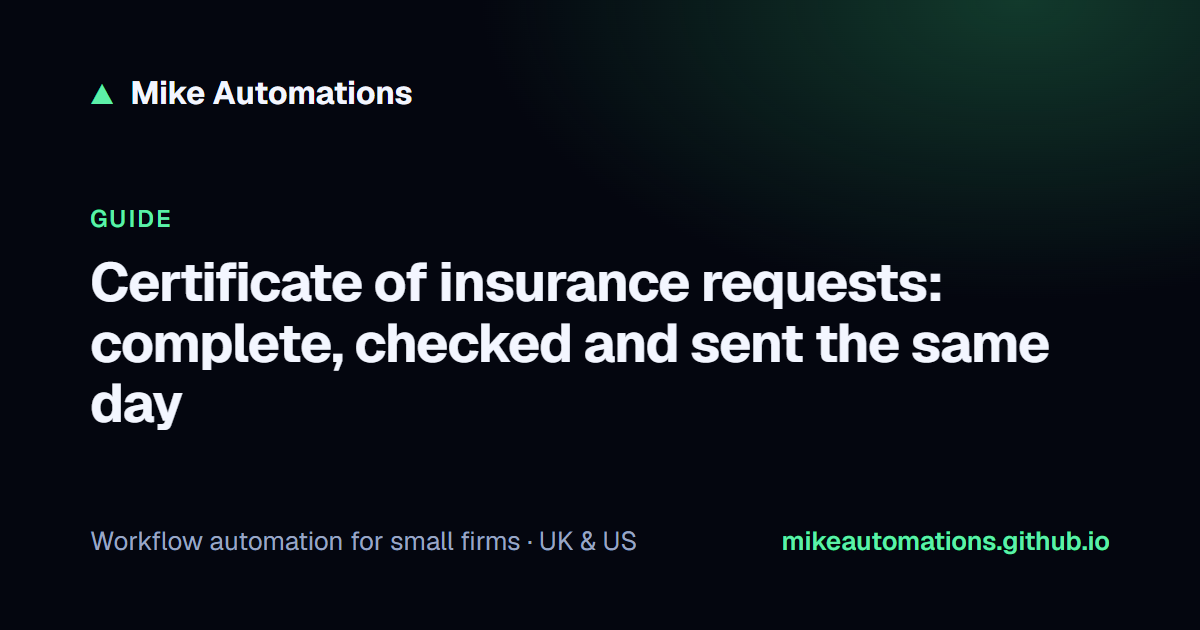 Mike Automations
GUIDE
Certificate of insurance requests:
complete, checked and sent the same
day
Workflow automation for small firms · UK & US
mikeautomations.github.io